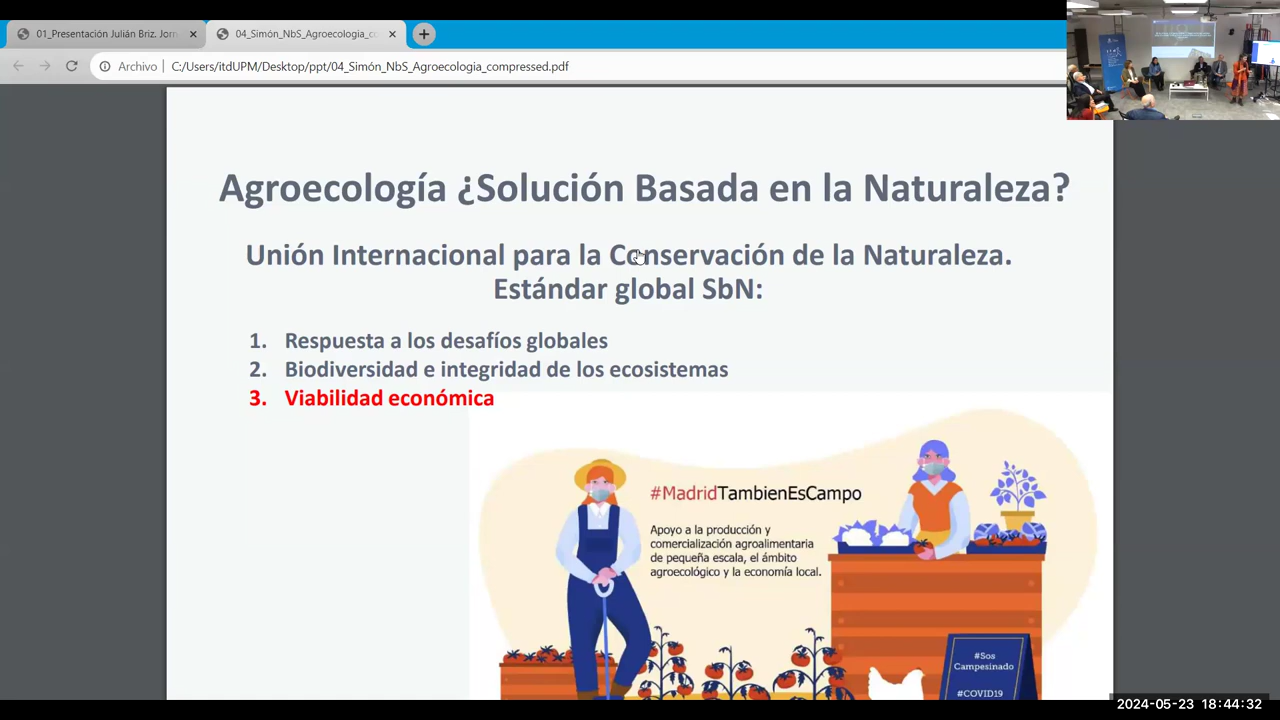 01_Presentación Julián Briz. Jorn
04_Simón_NbS_Agroecologia_c
Archivo
C:/Users/itdUPM/Desktop/ppt/04_Simon_NbS_Agroecologia_compressed.pdf
Agroecología ¿Solución Basada en la Naturaleza?
Unión Internacional para la Conservación de la Naturaleza.
Estándar global SbN:
1. Respuesta a los desafíos globales
2. Biodiversidad e integridad de los ecosistemas
3. Viabilidad económica
#MadridTambienEsCampo
Apoyo a la producción y
comercialización agroalimentaria
de pequeña escala, el ámbito
agroecológico y la economía local.
#Sos
Campesinado
#COVID19
2024-05-23 18:44:32